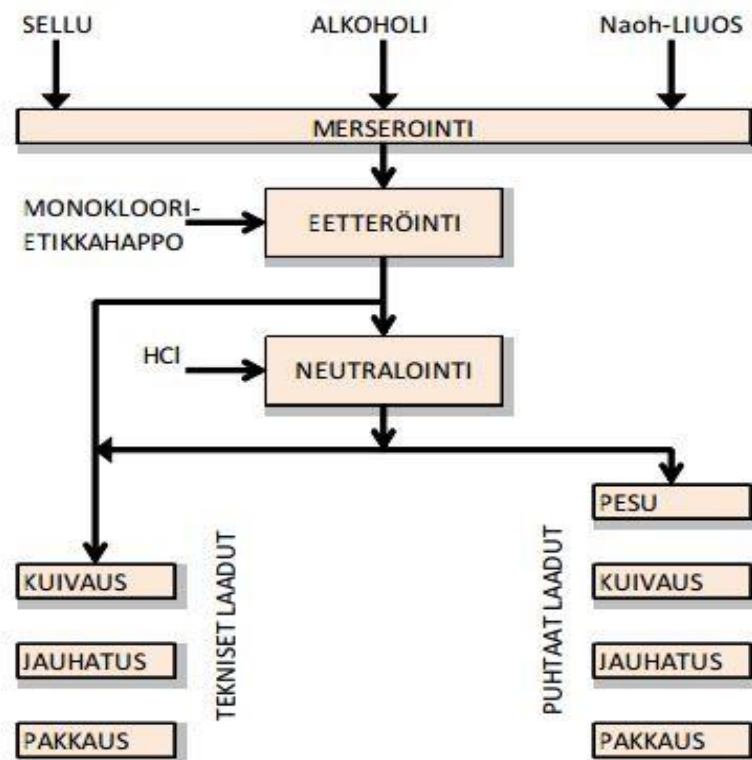 SELLU
ALKOHOLI
Naoh-LIUOS
MERSEROINTI
MONOKLOORI-
ETIKKAHAPPO
EETTERÖINTI
HCl
NEUTRALOINTI
PESU
KUIVAUS
JAUHATUS
PAKKAUS
TEKNISET LAADUT
PUHTAAT LAADUT
KUIVAUS
JAUHATUS
PAKKAUS